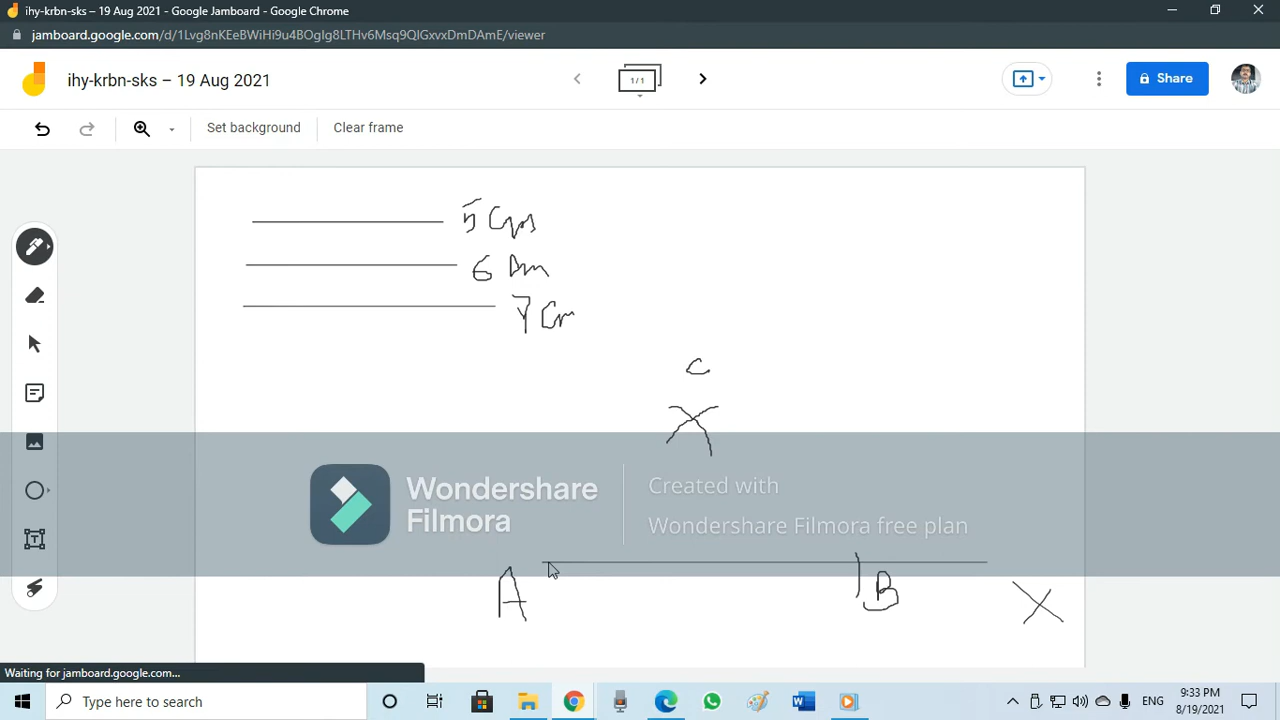 ihy-krbn-sks – 19 Aug 2021 - Google Jamboard - Google Chrome
jamboard.google.com/d/1Lvg8nKEeBWiHi9u4BOglg8LTHv6Msq9QlGxvxDmDAmE/viewer
ihy-krbn-sks – 19 Aug 2021
1/1
Share
Set background
Clear frame
5 Cm
6 Cm
7 Cm
C
Wondershare
Filmora
Created with
Wondershare Filmora free plan
A
B
X
Waiting for jamboard.google.com...
Type here to search
ENG
9:33 PM
8/19/2021